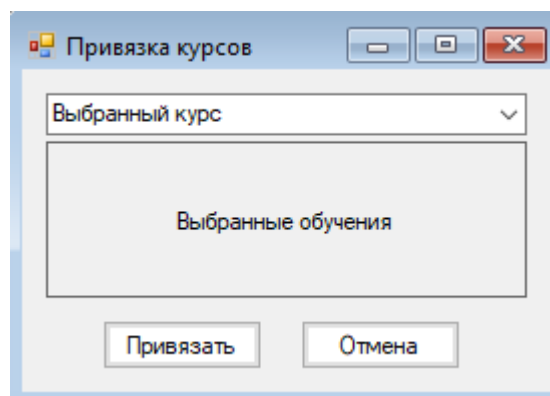 Привязка курсов
Выбранный курс
Выбранные обучения
Привязать Отмена